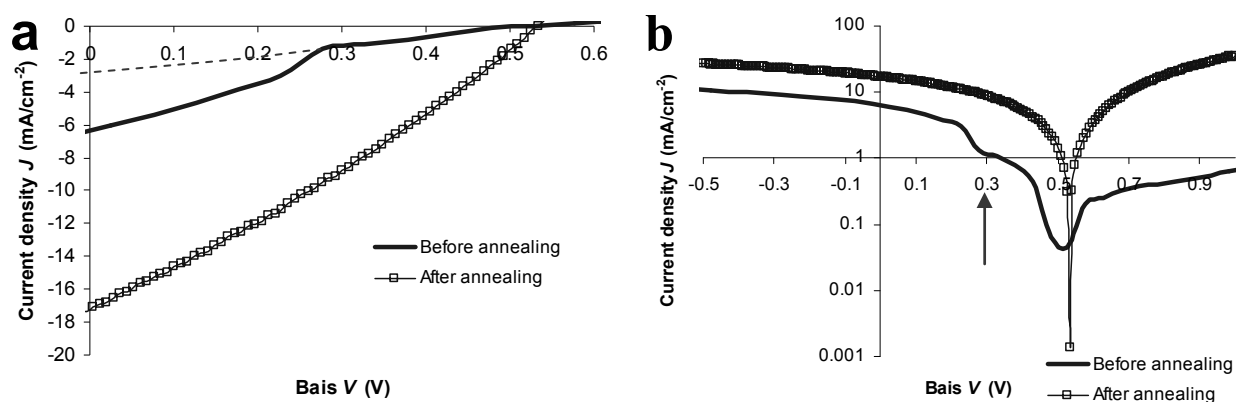 a
0
-2
-4
-6
-8
-10
-12
-14
-16
-18
-20
0 0.1 0.2 0.3 0.4 0.5 0.6
Current density J (mA/cm-2)
Bais V (V)
Before annealing
After annealing
b
100
10
1
0.1
0.01
0.001
-0.5 -0.3 -0.1 0.1 0.3 0.5 0.7 0.9
Current density J (mA/cm-2)
Bais V (V)
Before annealing
After annealing